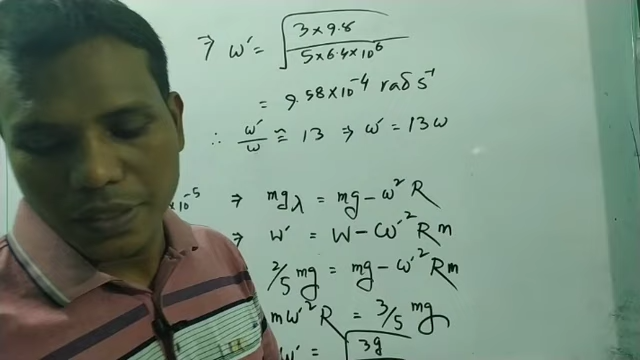 ⇒ ω' = √(3×9.8 / 5×6.4×10⁶)
= 9.58×10⁻⁴ rad s⁻¹
∴ ω'/ω ≈ 13 ⇒ ω' = 13ω
×10⁻⁵ ⇒ mgλ = mg − ω²R
⇒ W' = W − ω'²Rm
2/5 mg = mg − ω'²Rm
mω'²R = 3/5 mg
ω' = √3g